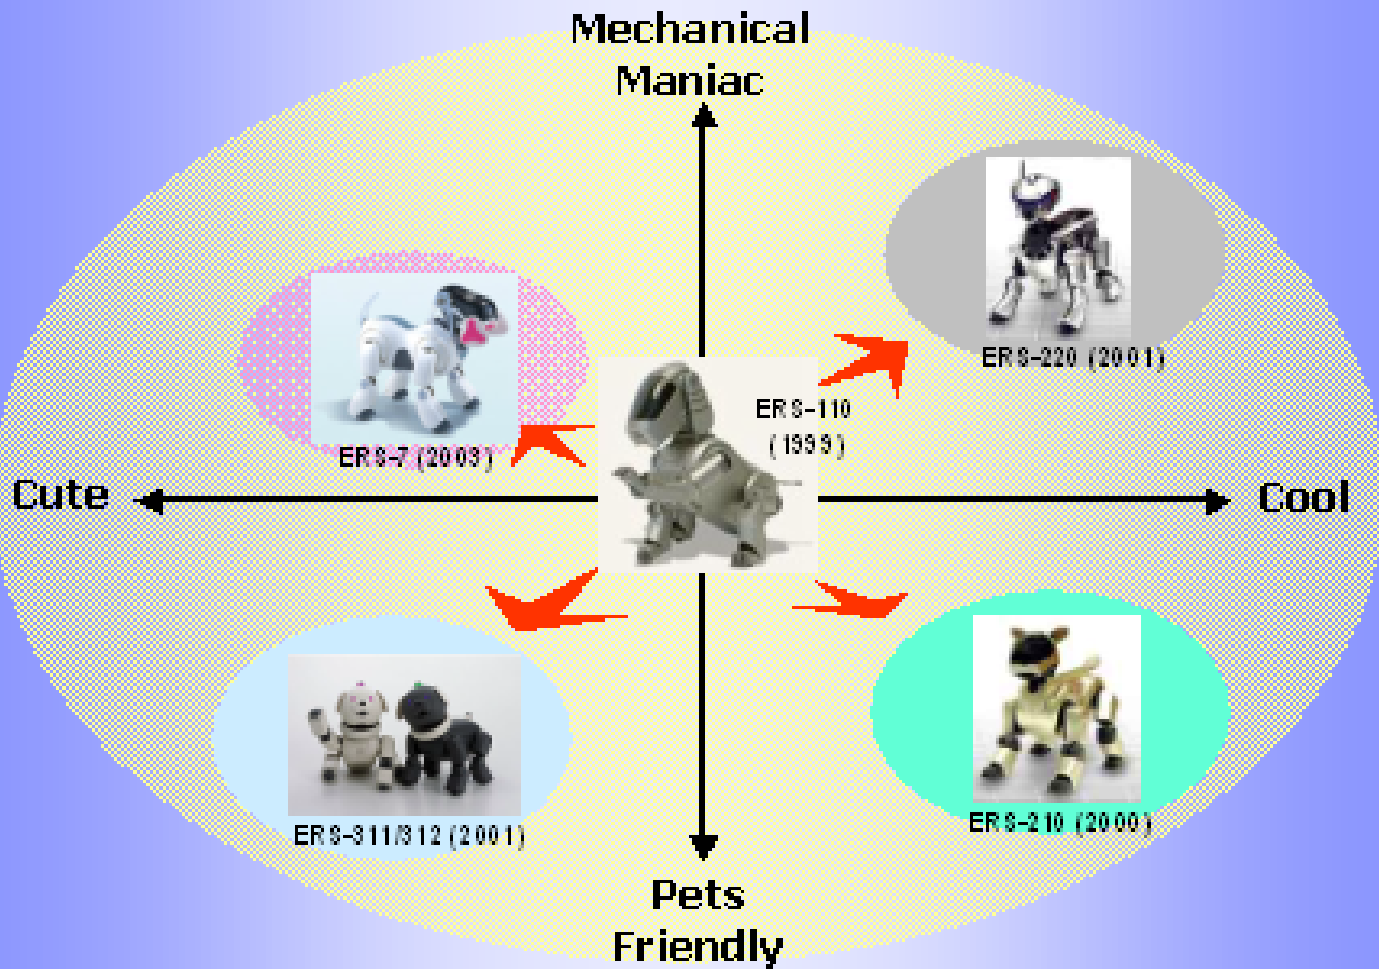 Mechanical
Maniac
ERS-220 (2001)
ERS-110
(1999)
ERS-7 (2003)
Cute
Cool
ERS-311/312 (2001)
ERS-210 (2000)
Pets
Friendly